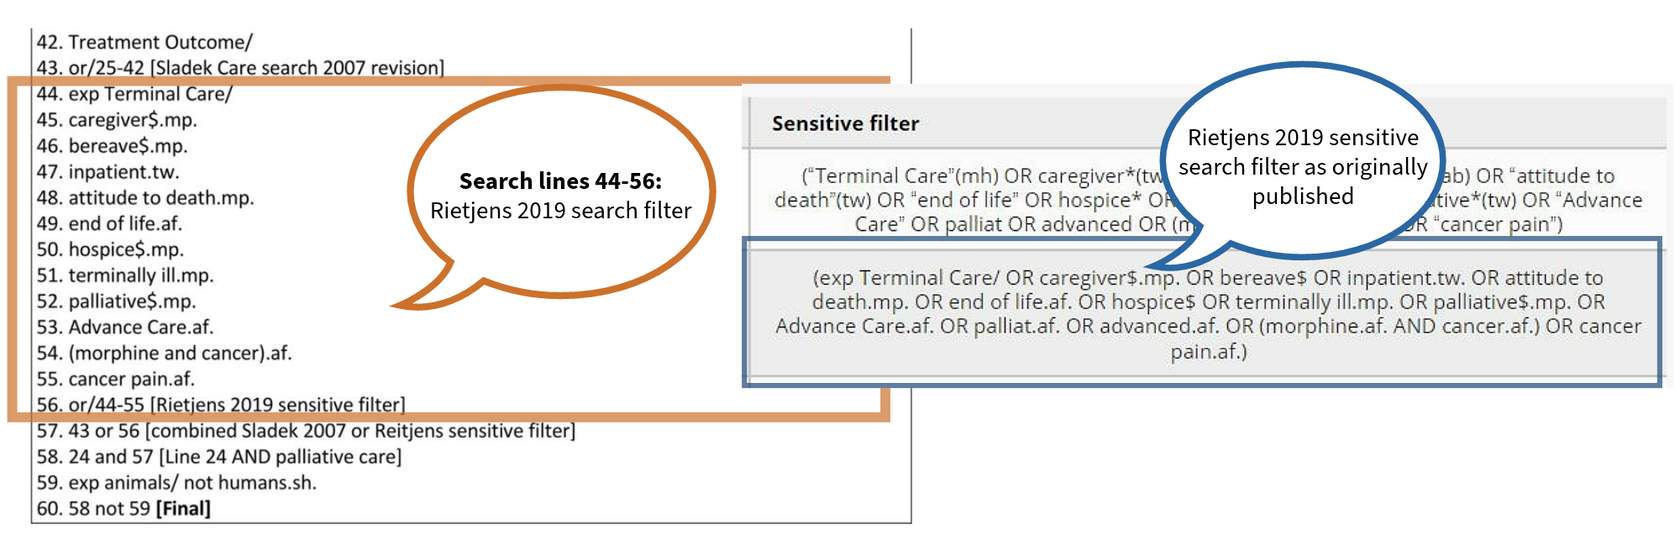 42. Treatment Outcome/
43. or/25-42 [Sladek Care search 2007 revision]
44. exp Terminal Care/
45. caregiver$.mp.
46. bereave$.mp.
47. inpatient.tw.
48. attitude to death.mp.
49. end of life.af.
50. hospice$.mp.
51. terminally ill.mp.
52. palliative$.mp.
53. Advance Care.af.
54. (morphine and cancer).af.
55. cancer pain.af.
56. or/44-55 [Rietjens 2019 sensitive filter]
57. 43 or 56 [combined Sladek 2007 or Reitjens sensitive filter]
58. 24 and 57 [Line 24 AND palliative care]
59. exp animals/ not humans.sh.
60. 58 not 59 [Final]
Search lines 44-56:
Rietjens 2019 search filter
Sensitive filter
Rietjens 2019 sensitive
search filter as originally
published
("Terminal Care"(mh) OR caregiver*(tw ab) OR "attitude to
death"(tw) OR "end of life" OR hospice* OR ative*(tw) OR "Advance
Care" OR palliat OR advanced OR (m OR "cancer pain")
(exp Terminal Care/ OR caregiver$.mp. OR bereave$ OR inpatient.tw. OR attitude to
death.mp. OR end of life.af. OR hospice$ OR terminally ill.mp. OR palliative$.mp. OR
Advance Care.af. OR palliat.af. OR advanced.af. OR (morphine.af. AND cancer.af.) OR cancer
pain.af.)